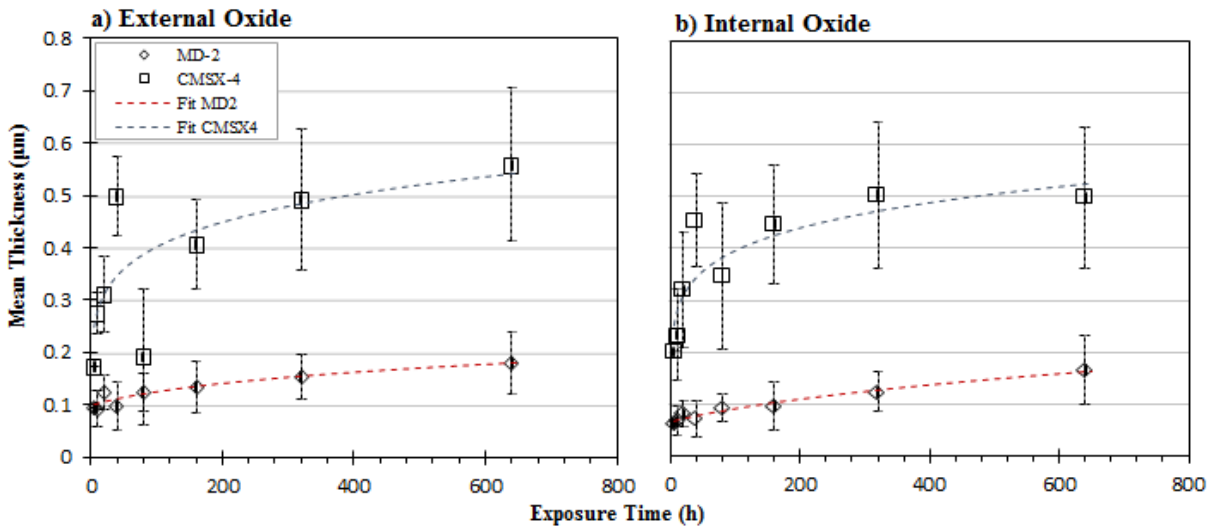 a) External Oxide
b) Internal Oxide
Mean Thickness (µm)
0.8
0.7
0.6
0.5
0.4
0.3
0.2
0.1
0
MD-2
CMSX-4
Fit MD2
Fit CMSX4
0 200 400 600 800
0 200 400 600 800
Exposure Time (h)